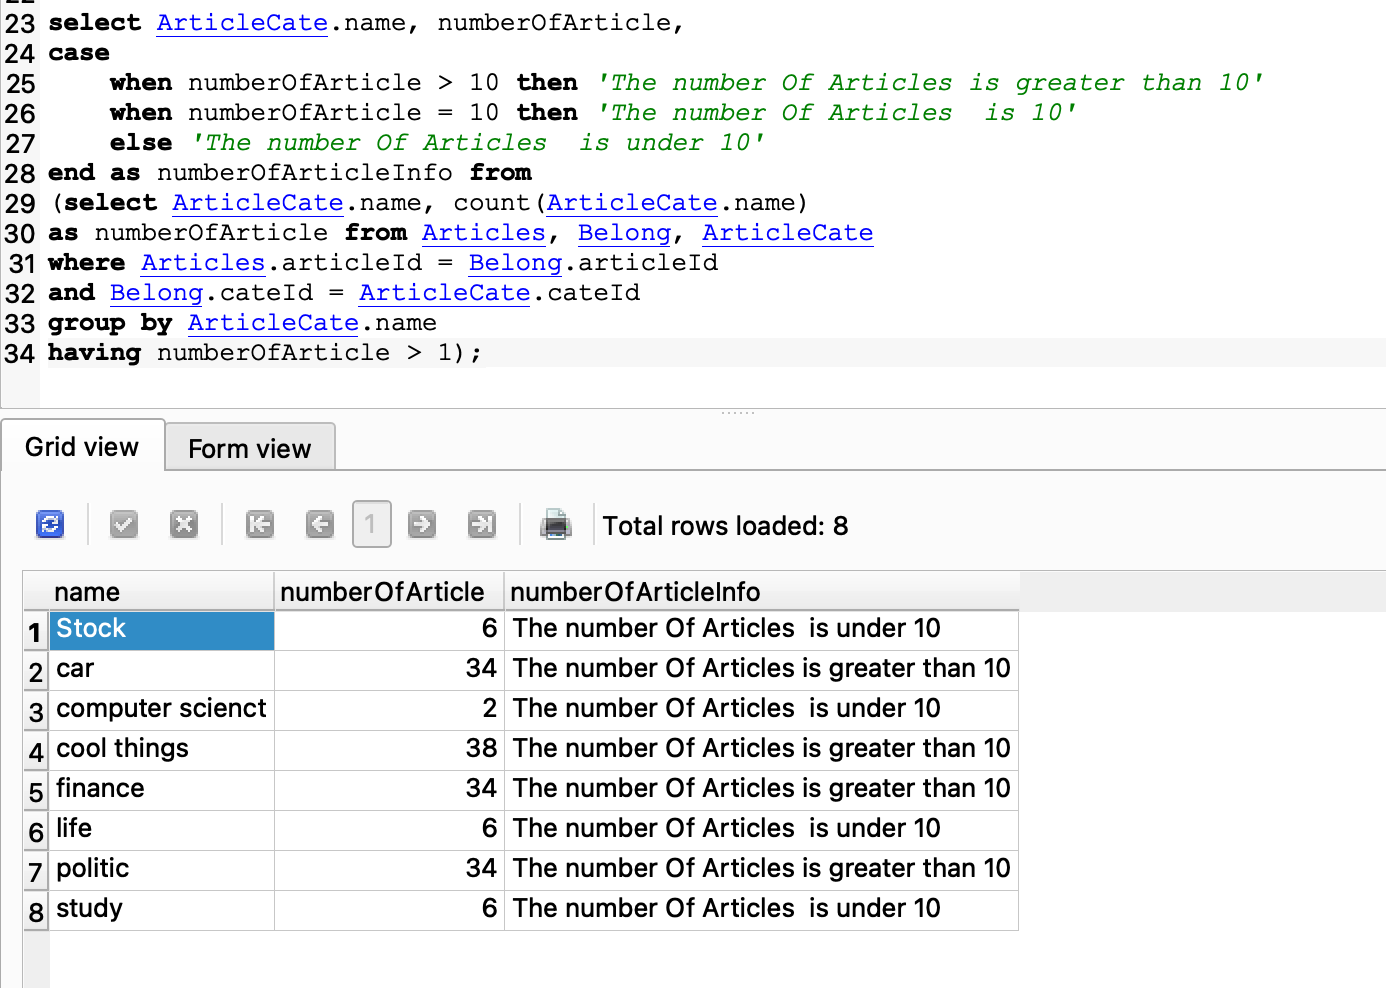 23 select ArticleCate.name, numberOfArticle,
24 case
25     when numberOfArticle > 10 then 'The number Of Articles is greater than 10'
26     when numberOfArticle = 10 then 'The number Of Articles  is 10'
27     else 'The number Of Articles  is under 10'
28 end as numberOfArticleInfo from
29 (select ArticleCate.name, count(ArticleCate.name)
30 as numberOfArticle from Articles, Belong, ArticleCate
31 where Articles.articleId = Belong.articleId
32 and Belong.cateId = ArticleCate.cateId
33 group by ArticleCate.name
34 having numberOfArticle > 1);
Grid view Form view
1 Total rows loaded: 8
name numberOfArticle numberOfArticleInfo
1 Stock 6 The number Of Articles  is under 10
2 car 34 The number Of Articles is greater than 10
3 computer scienct 2 The number Of Articles  is under 10
4 cool things 38 The number Of Articles is greater than 10
5 finance 34 The number Of Articles is greater than 10
6 life 6 The number Of Articles  is under 10
7 politic 34 The number Of Articles is greater than 10
8 study 6 The number Of Articles  is under 10